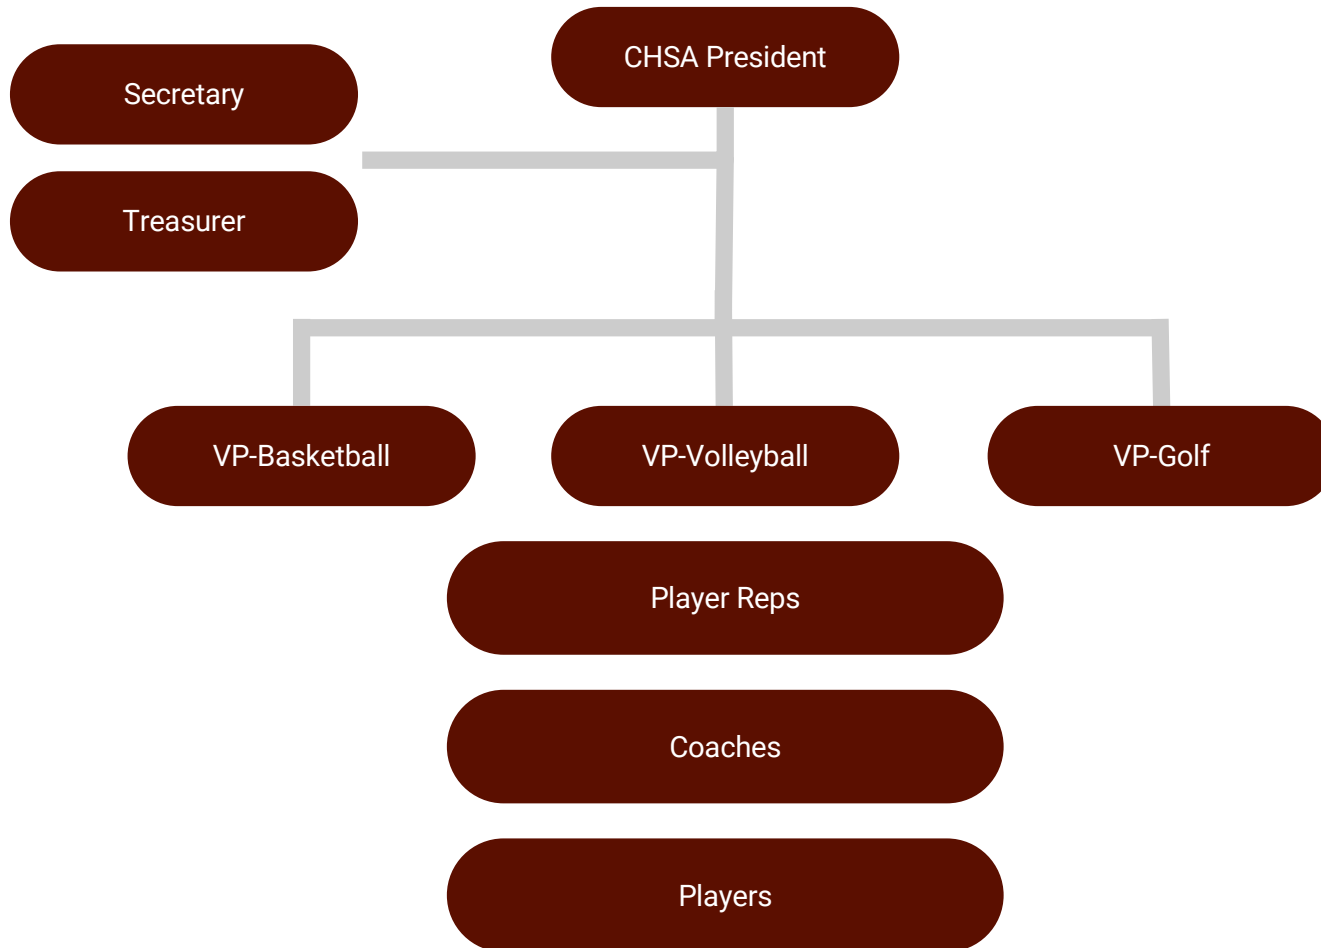 CHSA President
Secretary
Treasurer
VP-Basketball
VP-Volleyball
VP-Golf
Player Reps
Coaches
Players